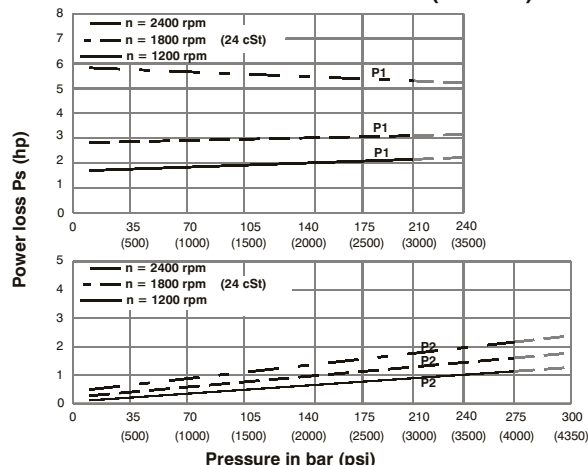 8
n = 2400 rpm
7
n = 1800 rpm (24 cSt)
n = 1200 rpm
6
P1
5
4
3
P1
2
P1
1
0
0 35 70 105 140 175 210 240
(500) (1000) (1500) (2000) (2500) (3000) (3500)
Power loss Ps (hp)
5
n = 2400 rpm
4
n = 1800 rpm (24 cSt)
n = 1200 rpm
3
2
P2
P2
1
P2
0
0 35 70 105 140 175 210 240 275 300
(500) (1000) (1500) (2000) (2500) (3000) (3500) (4000) (4350)
Pressure in bar (psi)